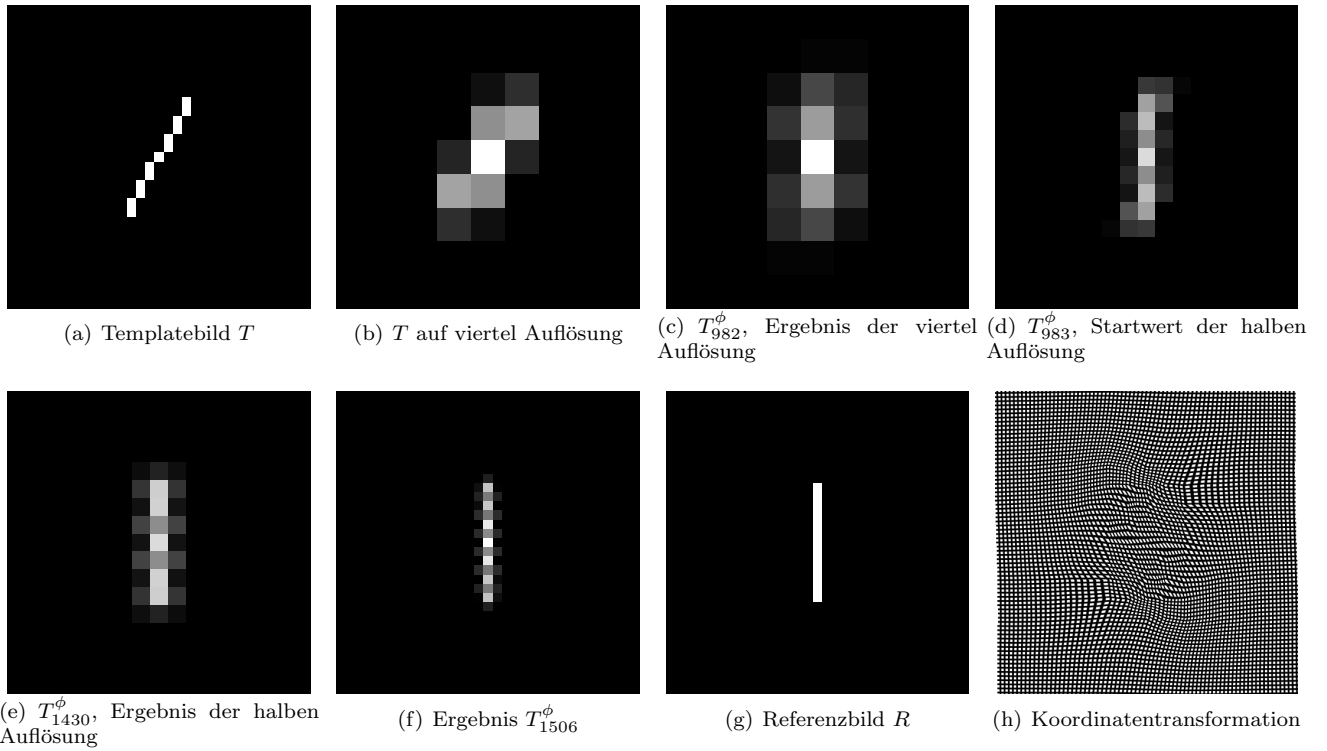 (a) Templatebild T
(b) T auf viertel Auflösung
(c) T^ϕ_982, Ergebnis der viertel
Auflösung
(d) T^ϕ_983, Startwert der halben
Auflösung
(e) T^ϕ_1430, Ergebnis der halben
Auflösung
(f) Ergebnis T^ϕ_1506
(g) Referenzbild R
(h) Koordinatentransformation